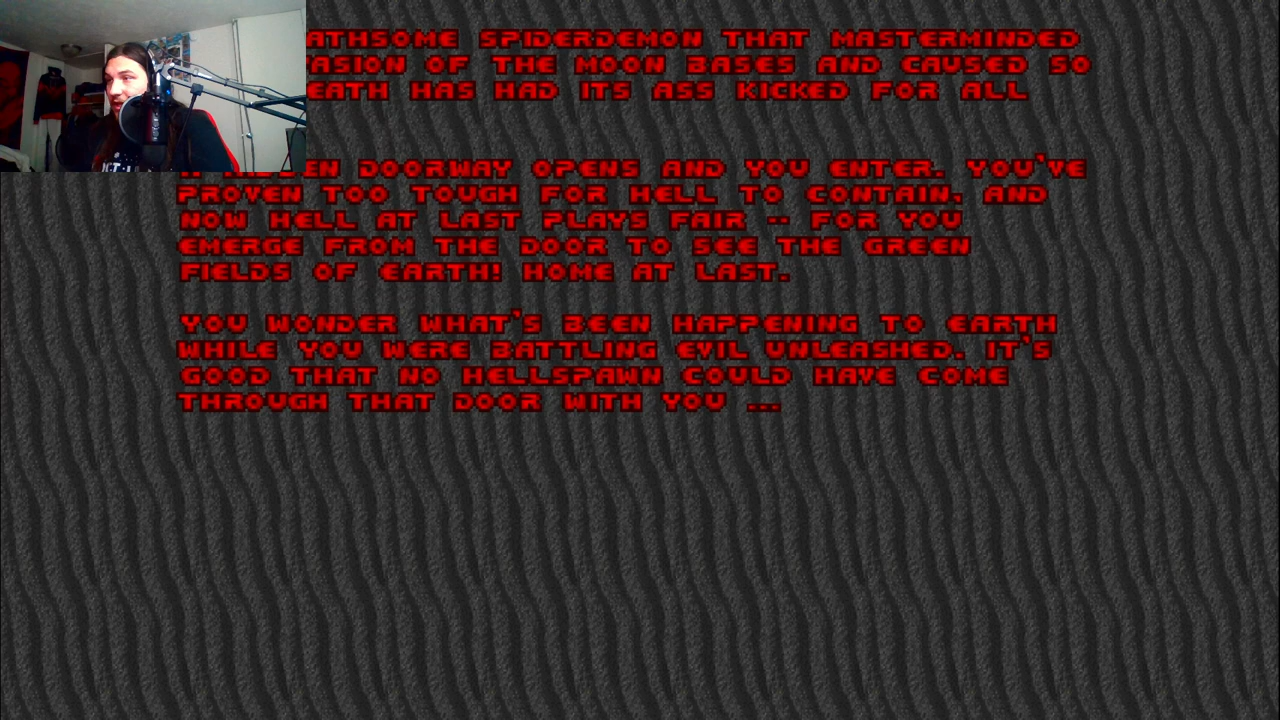 SPIDERDEMON THAT MASTERMINDED
OF THE MOON BASES AND CAUSED SO
HAS HAD ITS ASS KICKED FOR ALL
DOORWAY OPENS AND YOU ENTER. YOU'VE
PROVEN TOO TOUGH FOR HELL TO CONTAIN, AND
NOW HELL AT LAST PLAYS FAIR -- FOR YOU
EMERGE FROM THE DOOR TO SEE THE GREEN
FIELDS OF EARTH! HOME AT LAST.
YOU WONDER WHAT'S BEEN HAPPENING TO EARTH
WHILE YOU WERE BATTLING EVIL UNLEASHED. IT'S
GOOD THAT NO HELLSPAWN COULD HAVE COME
THROUGH THAT DOOR WITH YOU ...